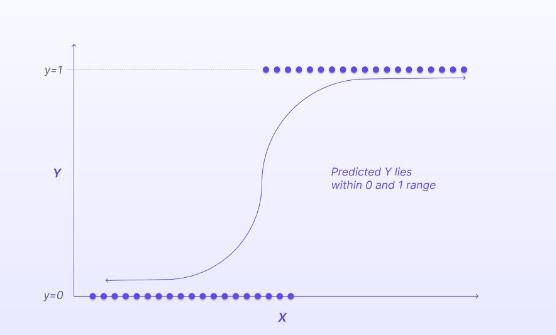 y=1
Y
Predicted Y lies
within 0 and 1 range
y=0
X